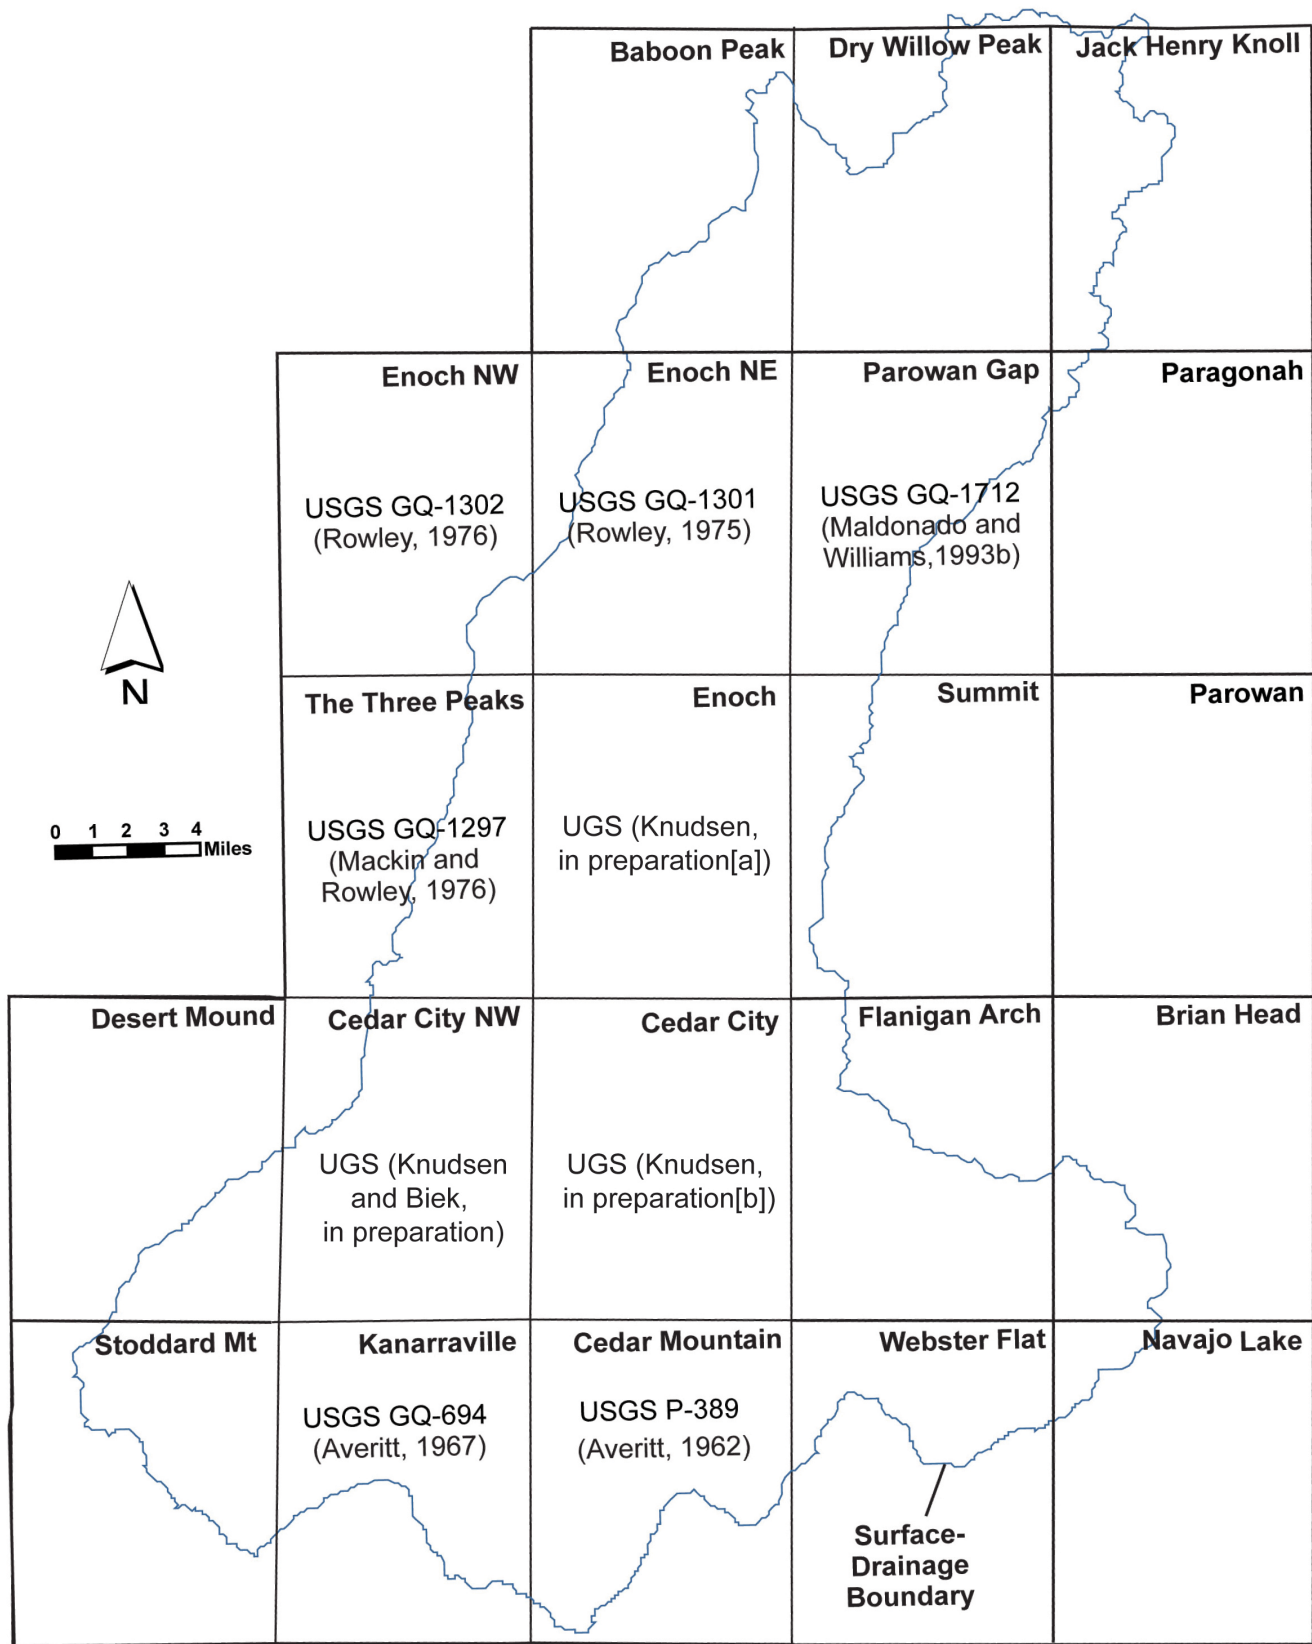 Baboon Peak
Dry Willow Peak
Jack Henry Knoll
Enoch NW
Enoch NE
Parowan Gap
Paragonah
USGS GQ-1302
(Rowley, 1976)
USGS GQ-1301
(Rowley, 1975)
USGS GQ-1712
(Maldonado and
Williams,1993b)
N
The Three Peaks
Enoch
Summit
Parowan
0 1 2 3 4
Miles
USGS GQ-1297
(Mackin and
Rowley, 1976)
UGS (Knudsen,
in preparation[a])
Desert Mound
Cedar City NW
Cedar City
Flanigan Arch
Brian Head
UGS (Knudsen
and Biek,
in preparation)
UGS (Knudsen,
in preparation[b])
Stoddard Mt
Kanarraville
Cedar Mountain
Webster Flat
Navajo Lake
USGS GQ-694
(Averitt, 1967)
USGS P-389
(Averitt, 1962)
Surface-
Drainage
Boundary